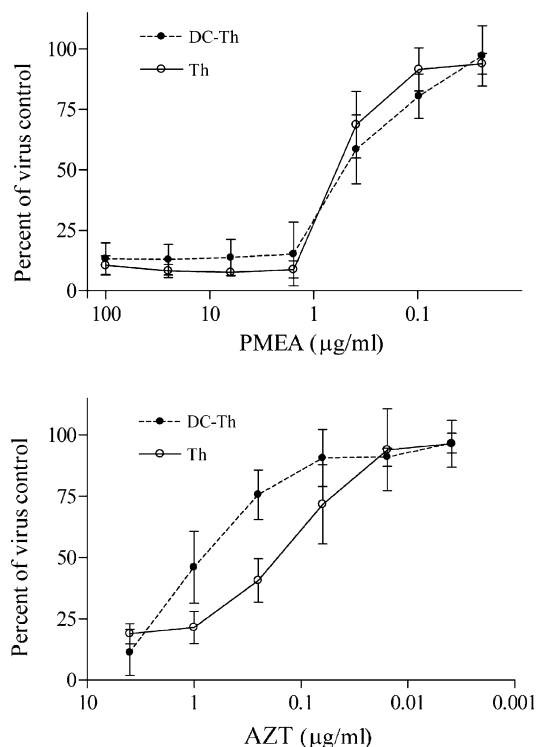 100
75
50
25
0
Percent of virus control
DC-Th
Th
100
10
1
0.1
PMEA (μg/ml)
100
75
50
25
0
Percent of virus control
DC-Th
Th
10
1
0.1
0.01
0.001
AZT (μg/ml)